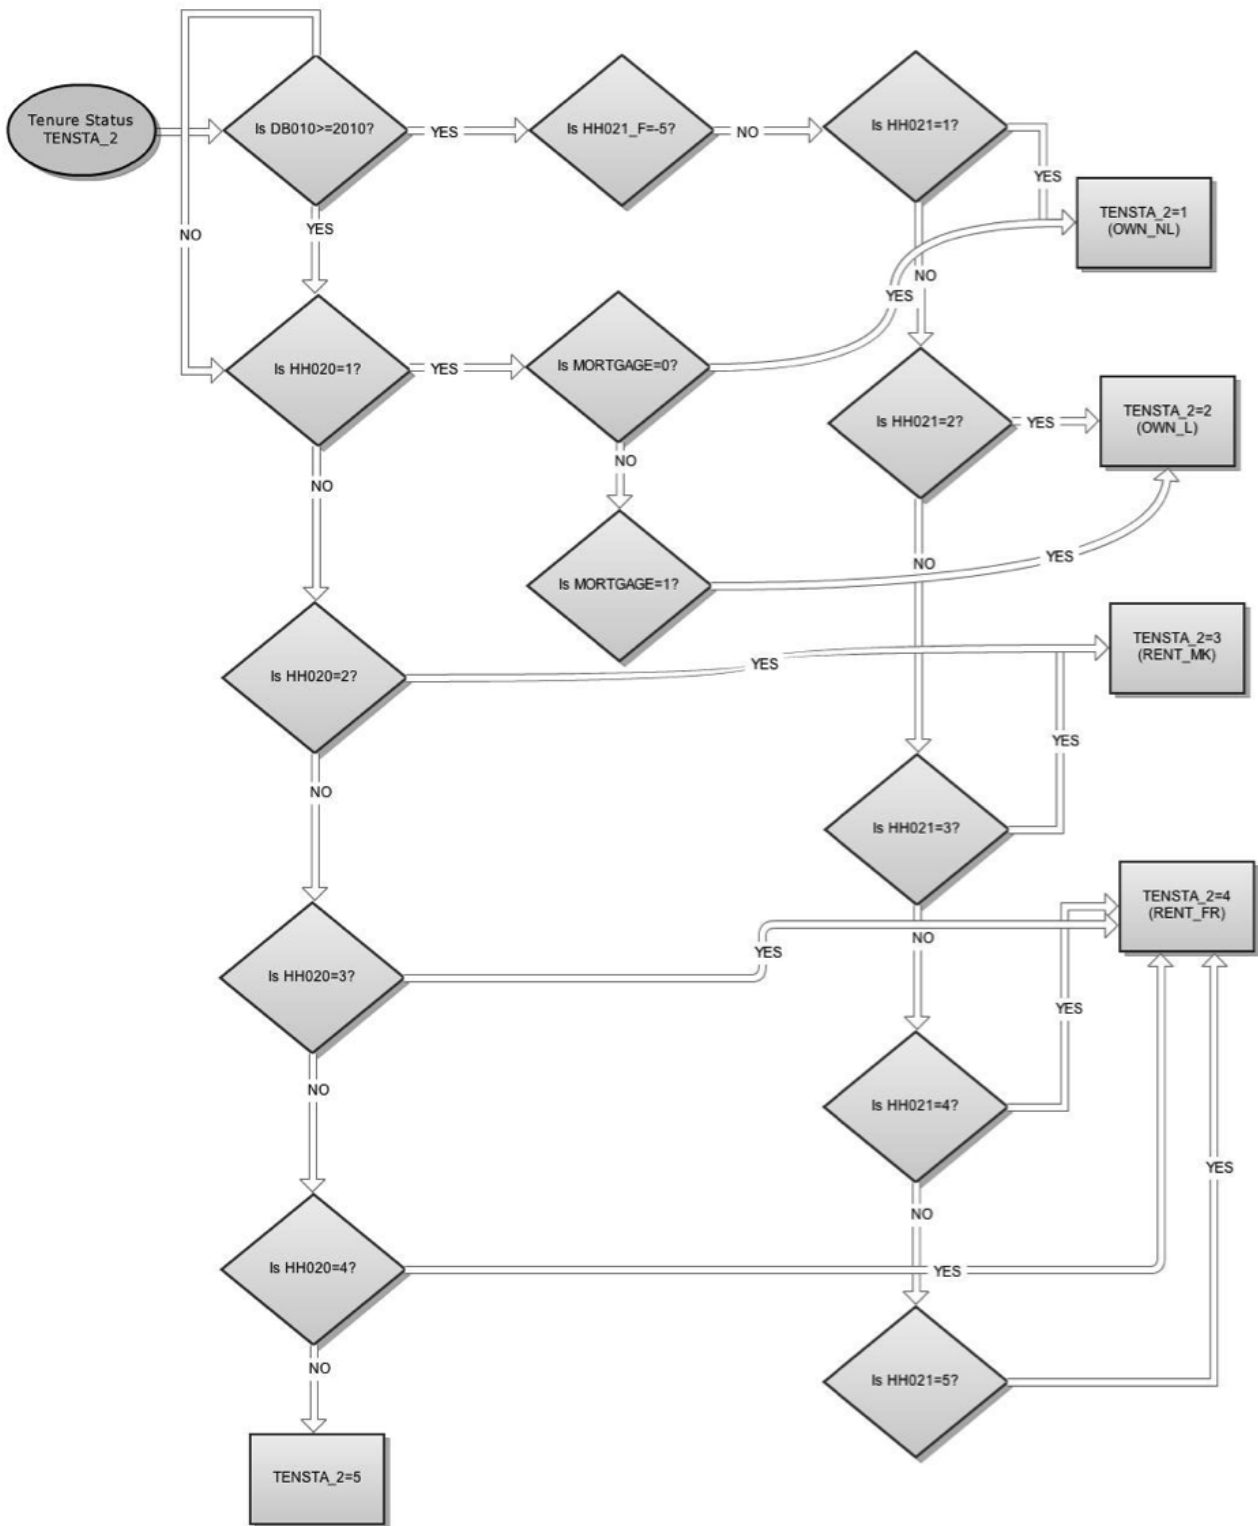 Tenure Status
TENSTA_2
Is DB010>=2010?
YES
Is HH021_F=-5?
NO
Is HH021=1?
YES
TENSTA_2=1
(OWN_NL)
YES
NO
NO
YES
Is HH020=1?
YES
Is MORTGAGE=0?
Is HH021=2?
YES
TENSTA_2=2
(OWN_L)
NO
NO
NO
YES
Is MORTGAGE=1?
TENSTA_2=3
(RENT_MK)
YES
Is HH020=2?
YES
NO
Is HH021=3?
TENSTA_2=4
(RENT_FR)
NO
YES
Is HH020=3?
YES
NO
Is HH021=4?
YES
NO
Is HH020=4?
YES
NO
Is HH021=5?
TENSTA_2=5